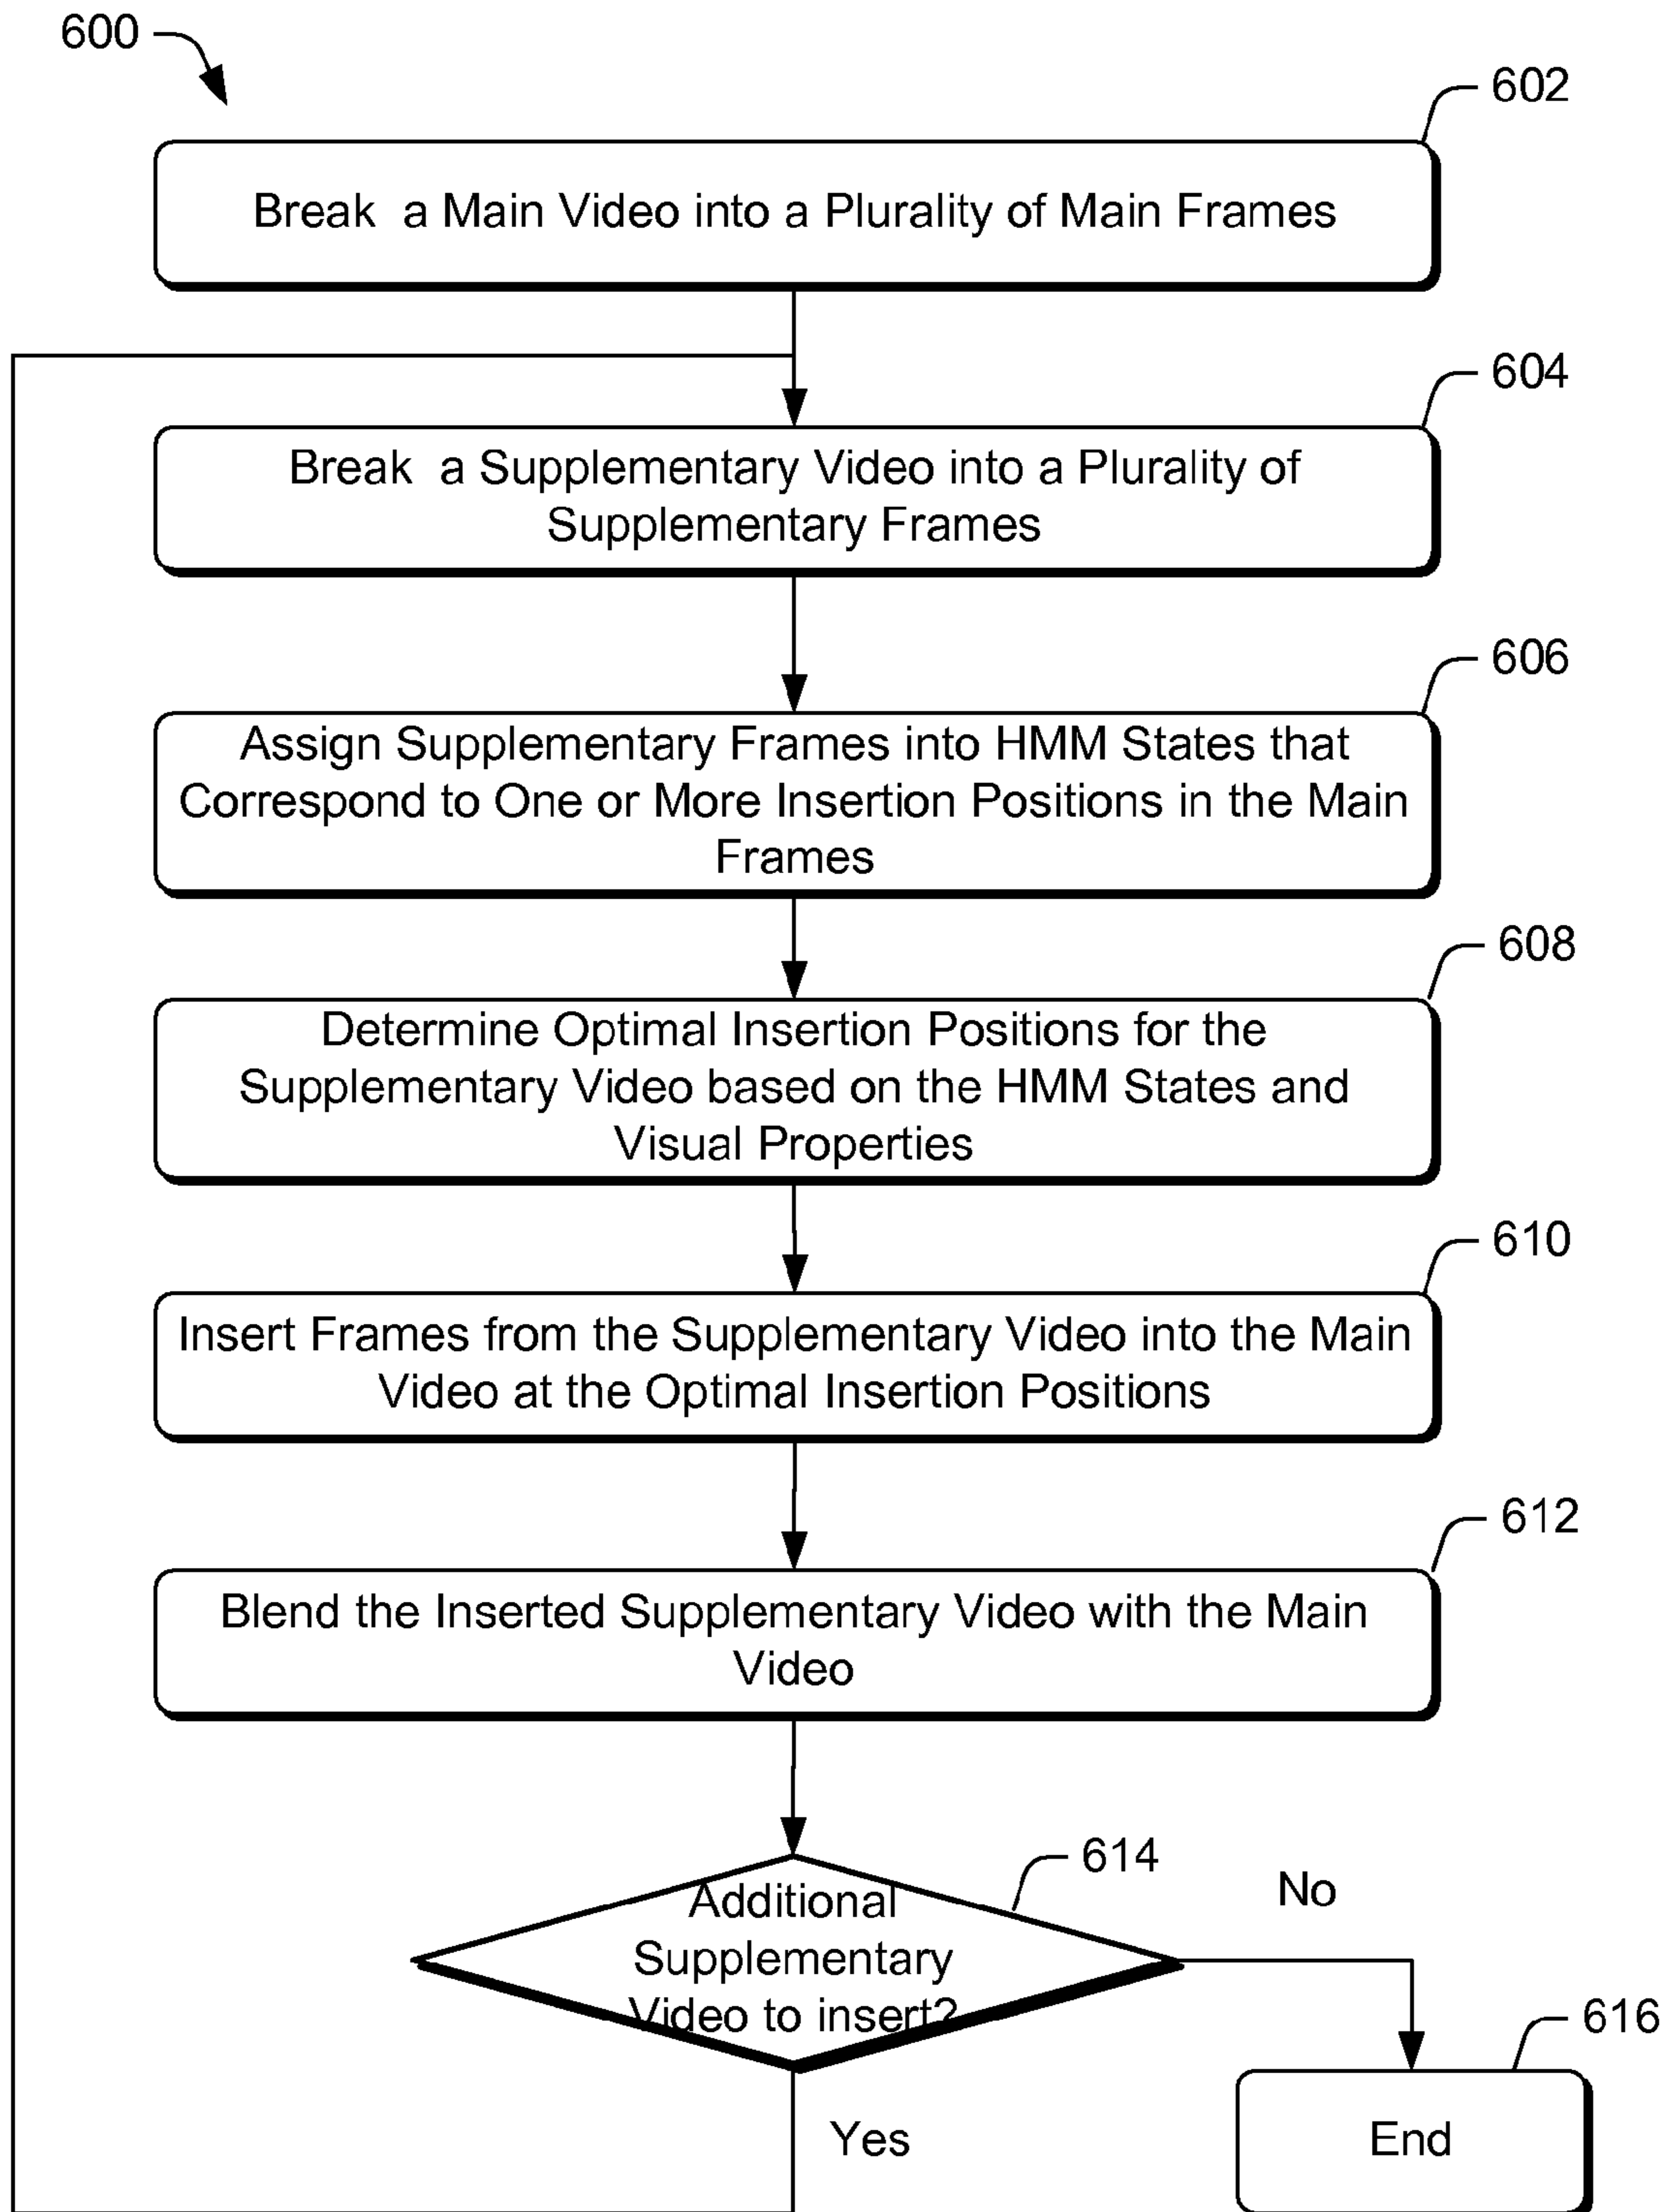 600
602
Break a Main Video into a Plurality of Main Frames
604
Break a Supplementary Video into a Plurality of
Supplementary Frames
606
Assign Supplementary Frames into HMM States that
Correspond to One or More Insertion Positions in the Main
Frames
608
Determine Optimal Insertion Positions for the
Supplementary Video based on the HMM States and
Visual Properties
610
Insert Frames from the Supplementary Video into the Main
Video at the Optimal Insertion Positions
612
Blend the Inserted Supplementary Video with the Main
Video
614
Additional
Supplementary
Video to insert?
No
616
Yes
End